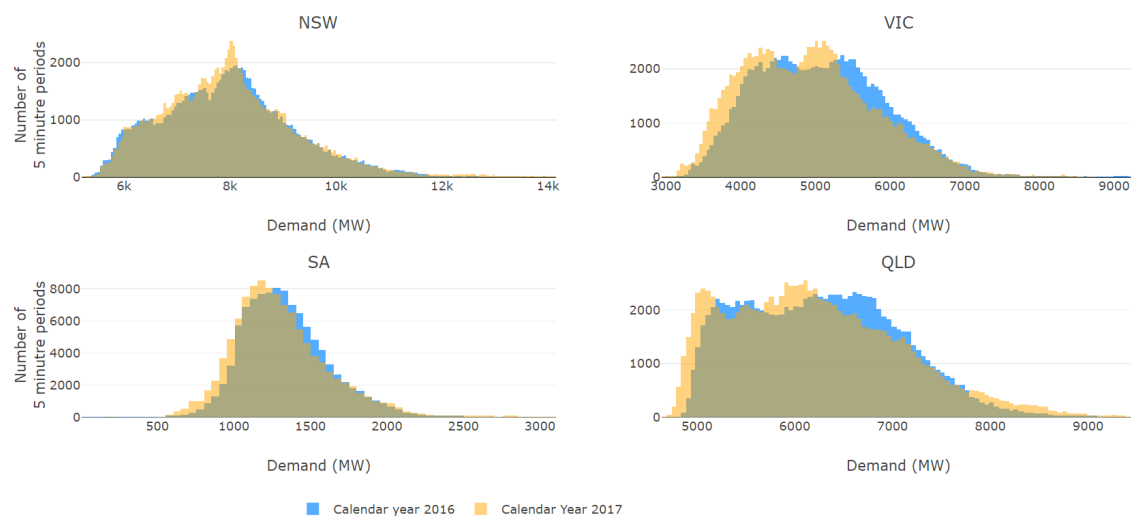 NSW
Number of
5 minutre periods
2000
1000
0
6k 8k 10k 12k 14k
Demand (MW)
VIC
2000
1000
0
3000 4000 5000 6000 7000 8000 9000
Demand (MW)
SA
Number of
5 minutre periods
8000
6000
4000
2000
0
500 1000 1500 2000 2500 3000
Demand (MW)
QLD
2000
1000
0
5000 6000 7000 8000 9000
Demand (MW)
Calendar year 2016 Calendar Year 2017